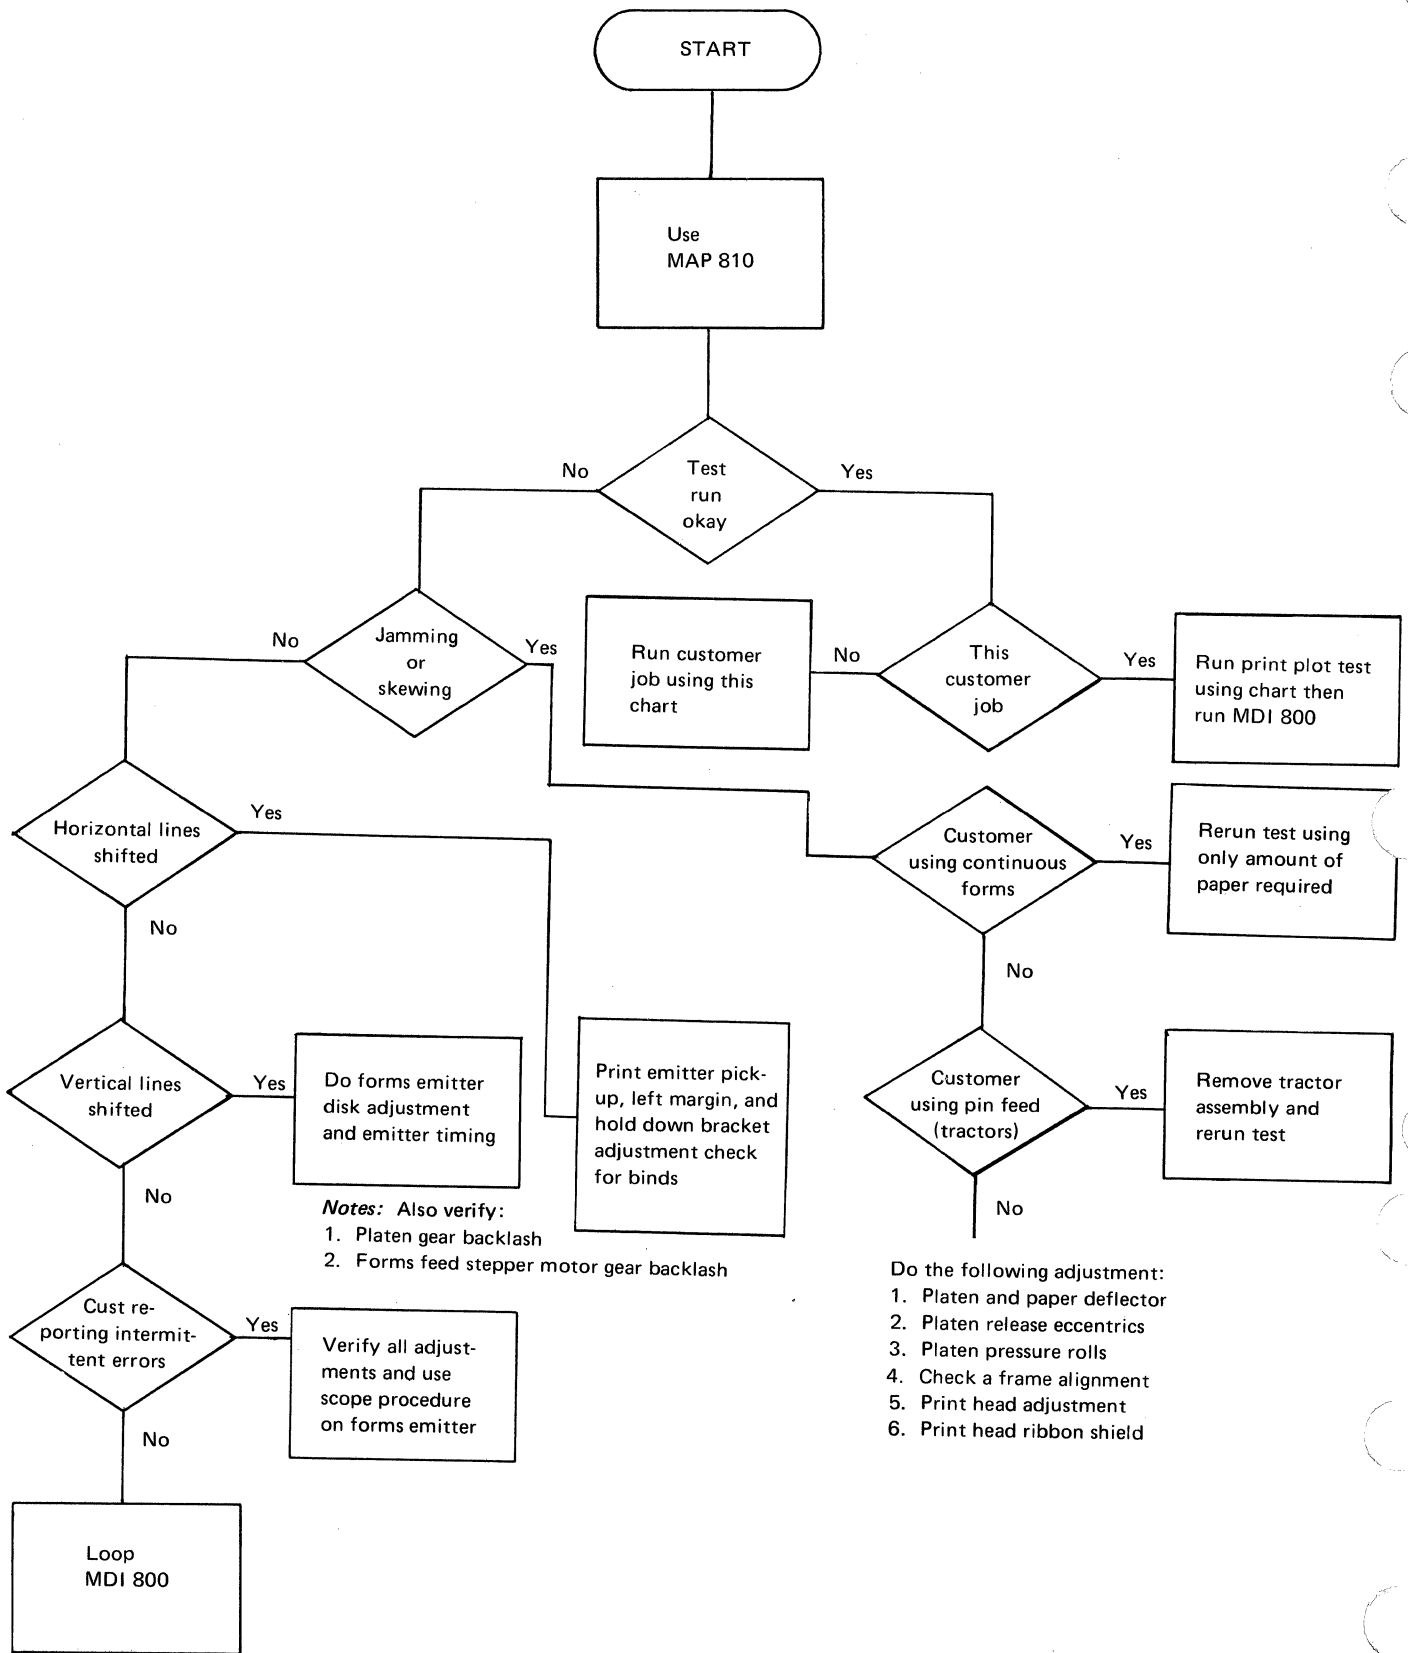 START
Use
MAP 810
Test
run
okay
No
Yes
Jamming
or
skewing
No
Yes
Run customer
job using this
chart
No
This
customer
job
Yes
Run print plot test
using chart then
run MDI 800
Horizontal lines
shifted
Yes
No
Customer
using continuous
forms
Yes
Rerun test using
only amount of
paper required
No
Vertical lines
shifted
Yes
Do forms emitter
disk adjustment
and emitter timing
Print emitter pick-
up, left margin, and
hold down bracket
adjustment check
for binds
Customer
using pin feed
(tractors)
Yes
Remove tractor
assembly and
rerun test
No
No
Notes: Also verify:
1. Platen gear backlash
2. Forms feed stepper motor gear backlash
Do the following adjustment:
1. Platen and paper deflector
2. Platen release eccentrics
3. Platen pressure rolls
4. Check a frame alignment
5. Print head adjustment
6. Print head ribbon shield
Cust re-
porting intermit-
tent errors
Yes
Verify all adjust-
ments and use
scope procedure
on forms emitter
No
Loop
MDI 800